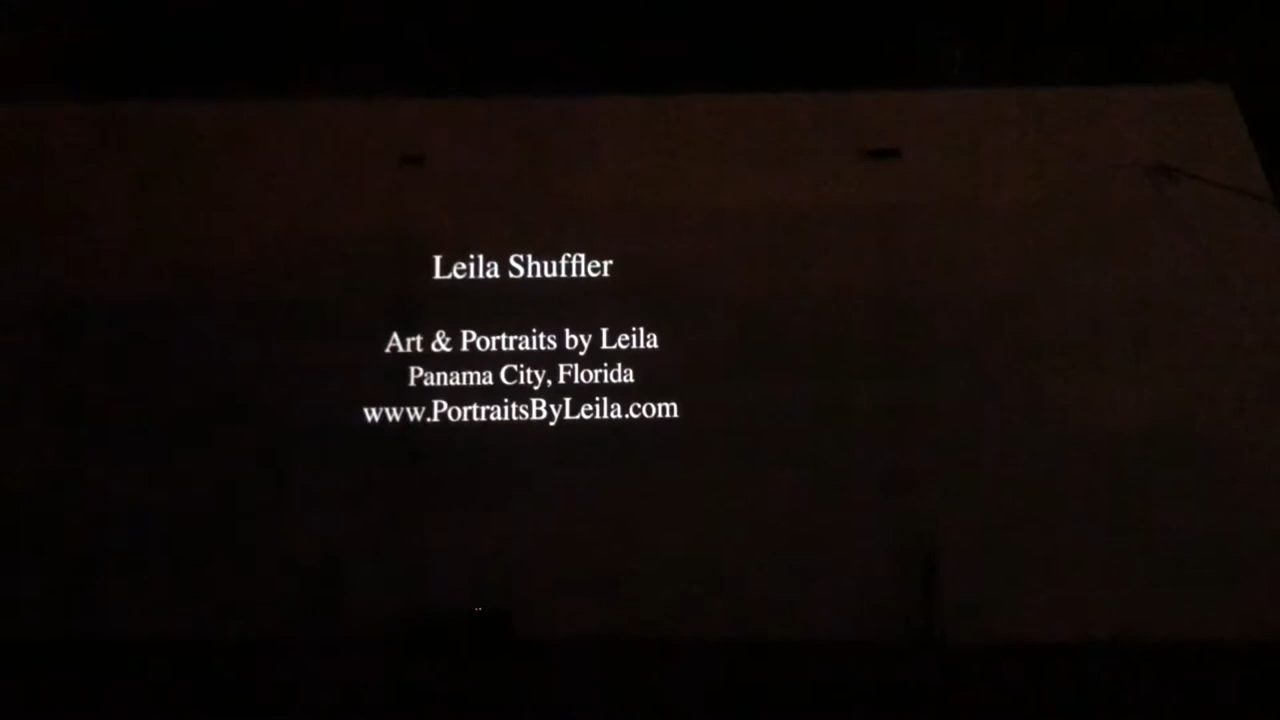 Leila Shuffler
Art & Portraits by Leila
Panama City, Florida
www.PortraitsByLeila.com